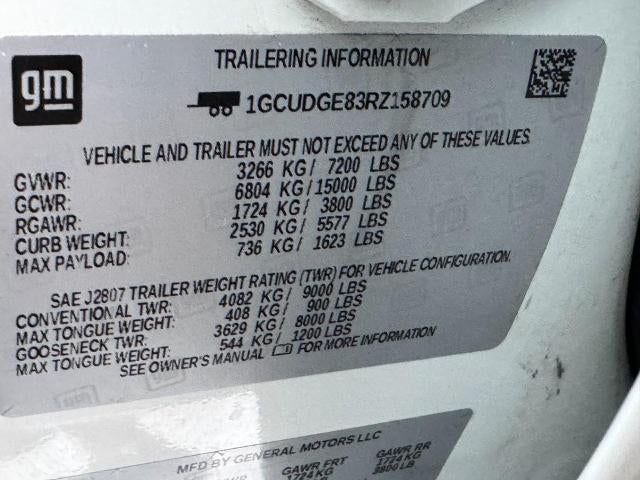 gm
TRAILERING INFORMATION
1GCUDGE83RZ158709
VEHICLE AND TRAILER MUST NOT EXCEED ANY OF THESE VALUES.
GVWR: 3266 KG/ 7200 LBS
GCWR: 6804 KG/15000 LBS
RGAWR: 1724 KG/ 3800 LBS
CURB WEIGHT: 2530 KG/ 5577 LBS
MAX PAYLOAD: 736 KG/ 1623 LBS
SAE J2807 TRAILER WEIGHT RATING (TWR) FOR VEHICLE CONFIGURATION.
CONVENTIONAL TWR: 4082 KG/ 9000 LBS
MAX TONGUE WEIGHT: 408 KG/ 900 LBS
GOOSENECK TWR: 3629 KG/ 8000 LBS
MAX TONGUE WEIGHT: 544 KG/ 1200 LBS
SEE OWNER'S MANUAL FOR MORE INFORMATION
MFD BY GENERAL MOTORS LLC
GAWR FRT GAWR RR
1724KG 1724 KG
3800 LB